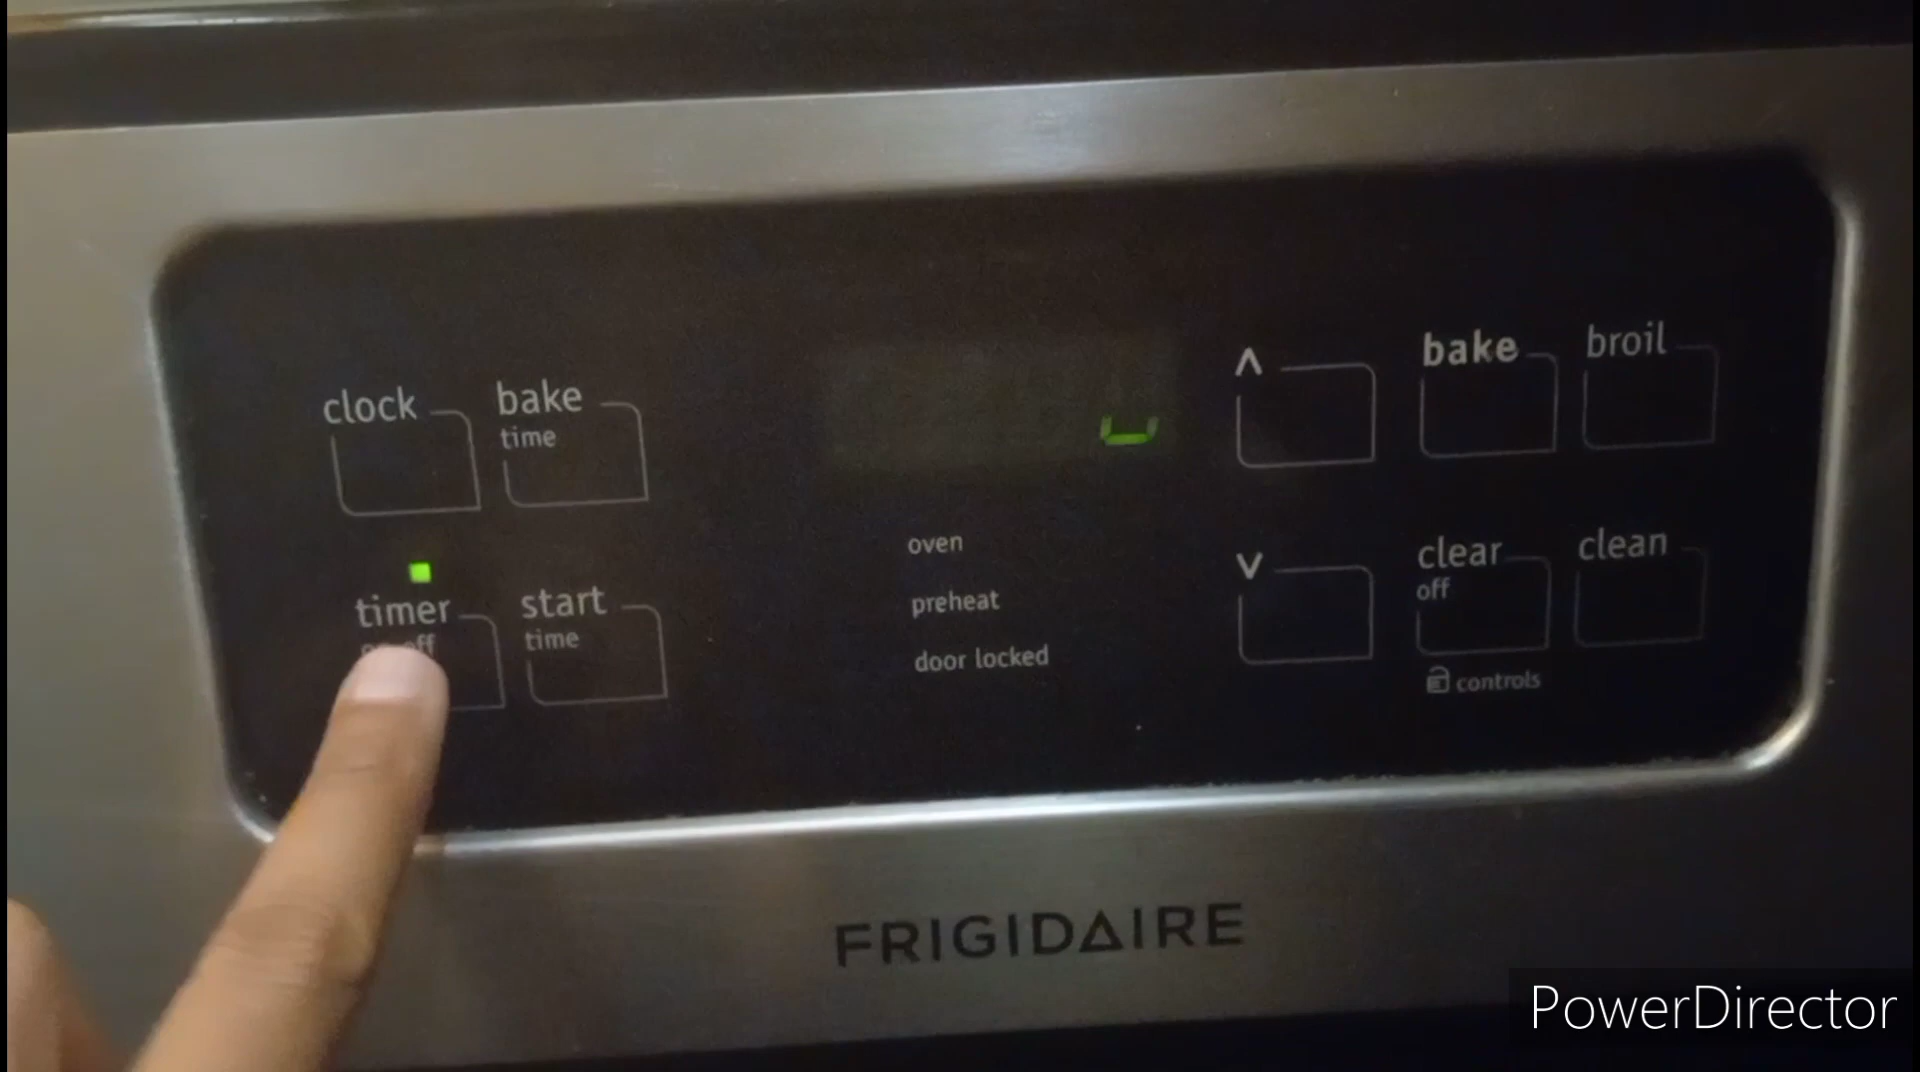 clock
bake
time
timer
off
start
time
oven
preheat
door locked
^
bake
broil
v
clear
off
clean
controls
FRIGIDAIRE
PowerDirector